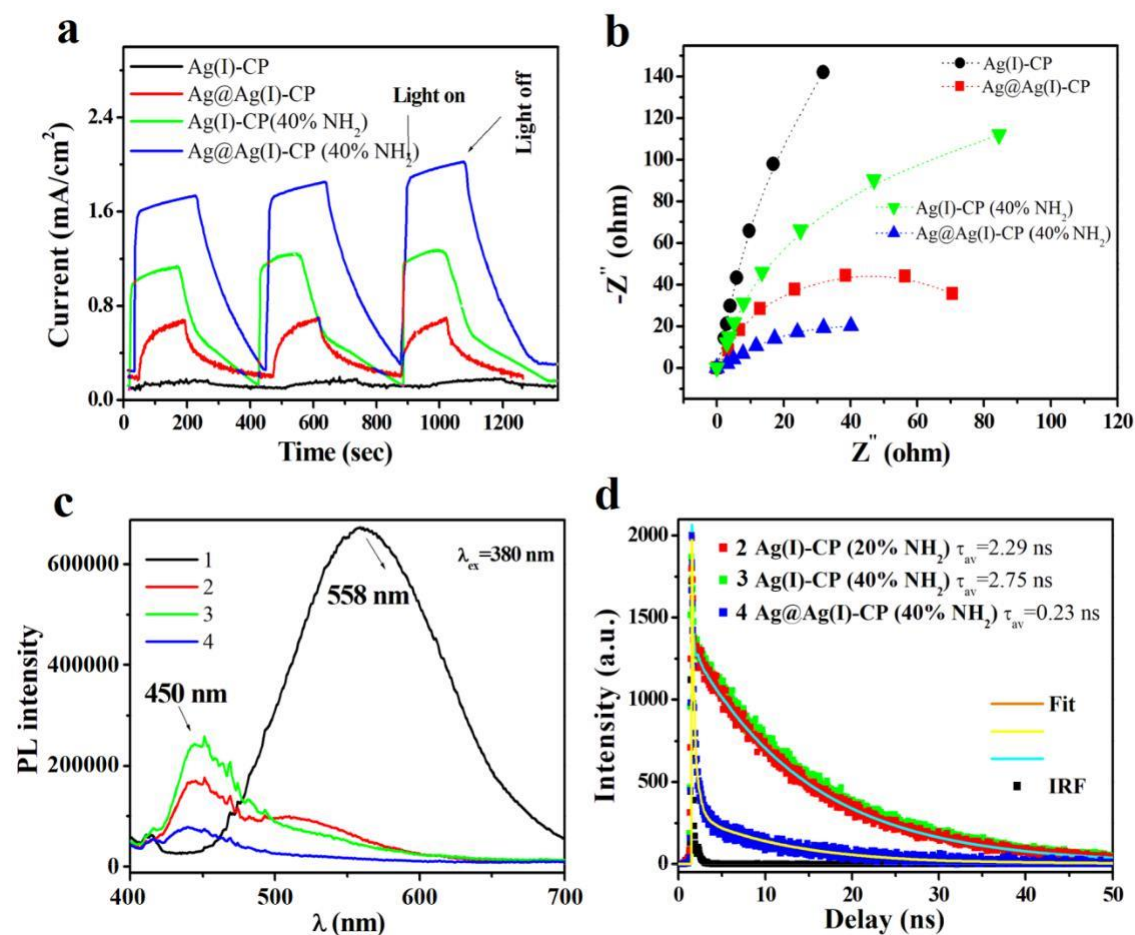 a
Ag(I)-CP
Ag@Ag(I)-CP
Ag(I)-CP(40% NH2)
Ag@Ag(I)-CP (40% NH2)
Light on
Light off
2.4
1.6
0.8
0.0
Current (mA/cm²)
0 200 400 600 800 1000 1200
Time (sec)
b
Ag(I)-CP
Ag@Ag(I)-CP
Ag(I)-CP (40% NH2)
Ag@Ag(I)-CP (40% NH2)
140
120
100
80
60
40
20
0
-Z" (ohm)
0 20 40 60 80 100 120
Z" (ohm)
c
1
2
3
4
λex=380 nm
558 nm
450 nm
600000
400000
200000
0
PL intensity
400 500 600 700
λ (nm)
d
2 Ag(I)-CP (20% NH2) τav=2.29 ns
3 Ag(I)-CP (40% NH2) τav=2.75 ns
4 Ag@Ag(I)-CP (40% NH2) τav=0.23 ns
Fit
IRF
2000
1500
1000
500
0
Intensity (a.u.)
0 10 20 30 40 50
Delay (ns)